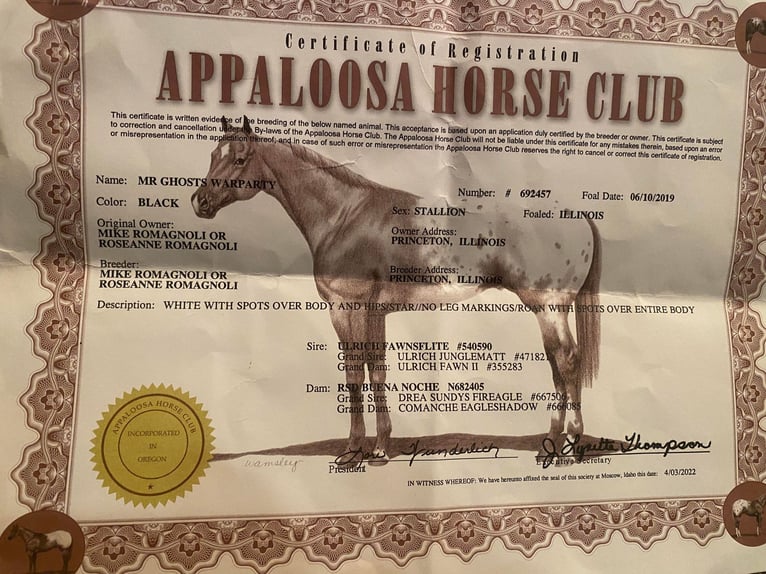 Certificate of Registration
APPALOOSA HORSE CLUB
This certificate is written evidence of the breeding of the below named animal. This acceptance is based upon an application duly certified by the breeder or owner. This certificate is subject
to correction and cancellation under the By-laws of the Appaloosa Horse Club. The Appaloosa Horse Club will not be liable under this certificate for any mistakes therein, based upon an error
or misrepresentation in the application thereof; and in case of such error or misrepresentation the Appaloosa Horse Club reserves the right to cancel or correct this certificate of registration.
Name: MR GHOSTS WARPARTY
Number: # 692457 Foal Date: 06/10/2019
Color: BLACK
Sex: STALLION Foaled: ILLINOIS
Original Owner:
MIKE ROMAGNOLI OR
ROSEANNE ROMAGNOLI
Owner Address:
PRINCETON, ILLINOIS
Breeder:
MIKE ROMAGNOLI OR
ROSEANNE ROMAGNOLI
Breeder Address:
PRINCETON, ILLINOIS
Description: WHITE WITH SPOTS OVER BODY AND HIPS/STAR//NO LEG MARKINGS/ROAN WITH SPOTS OVER ENTIRE BODY
Sire: ULRICH FAWNSFLITE #540590
Grand Sire: ULRICH JUNGLEMATT
Grand Dam: ULRICH FAWN II #355283
Dam: RSD BUENA NOCHE N682405
Grand Sire: DREA SUNDYS FIREAGLE #667506
Grand Dam: COMANCHE EAGLESHADOW
APPALOOSA HORSE CLUB
INCORPORATED
IN
OREGON
wamsley
Lori Wunderlich
President
J. Lynette Thompson
Executive Secretary
IN WITNESS WHEREOF: We have hereunto affixed the seal of this society at Moscow, Idaho this date: 4/03/2022